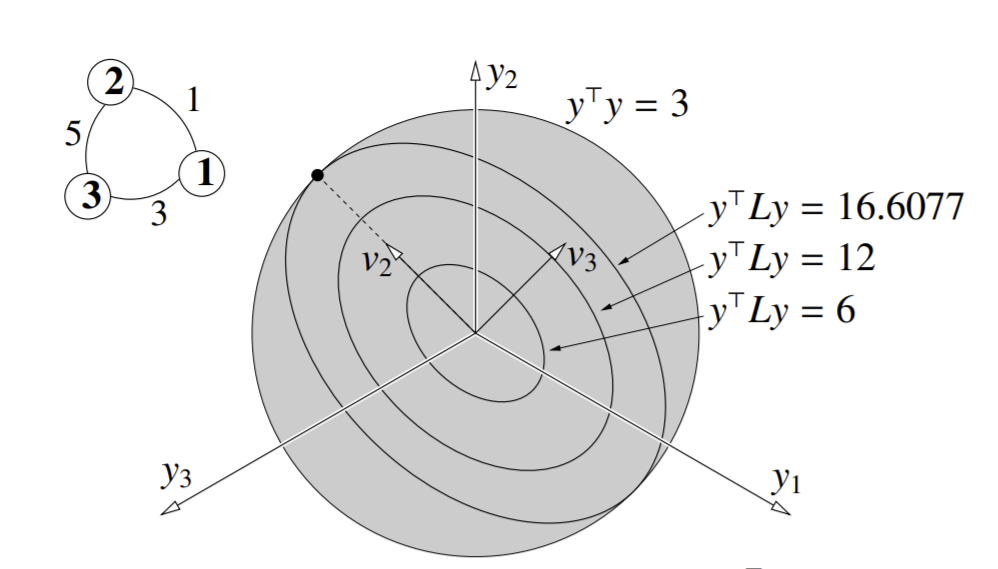 2
1
5
1
3
3
y₂
y⊤y = 3
v₂
v₃
y⊤Ly = 16.6077
y⊤Ly = 12
y⊤Ly = 6
y₃
y₁